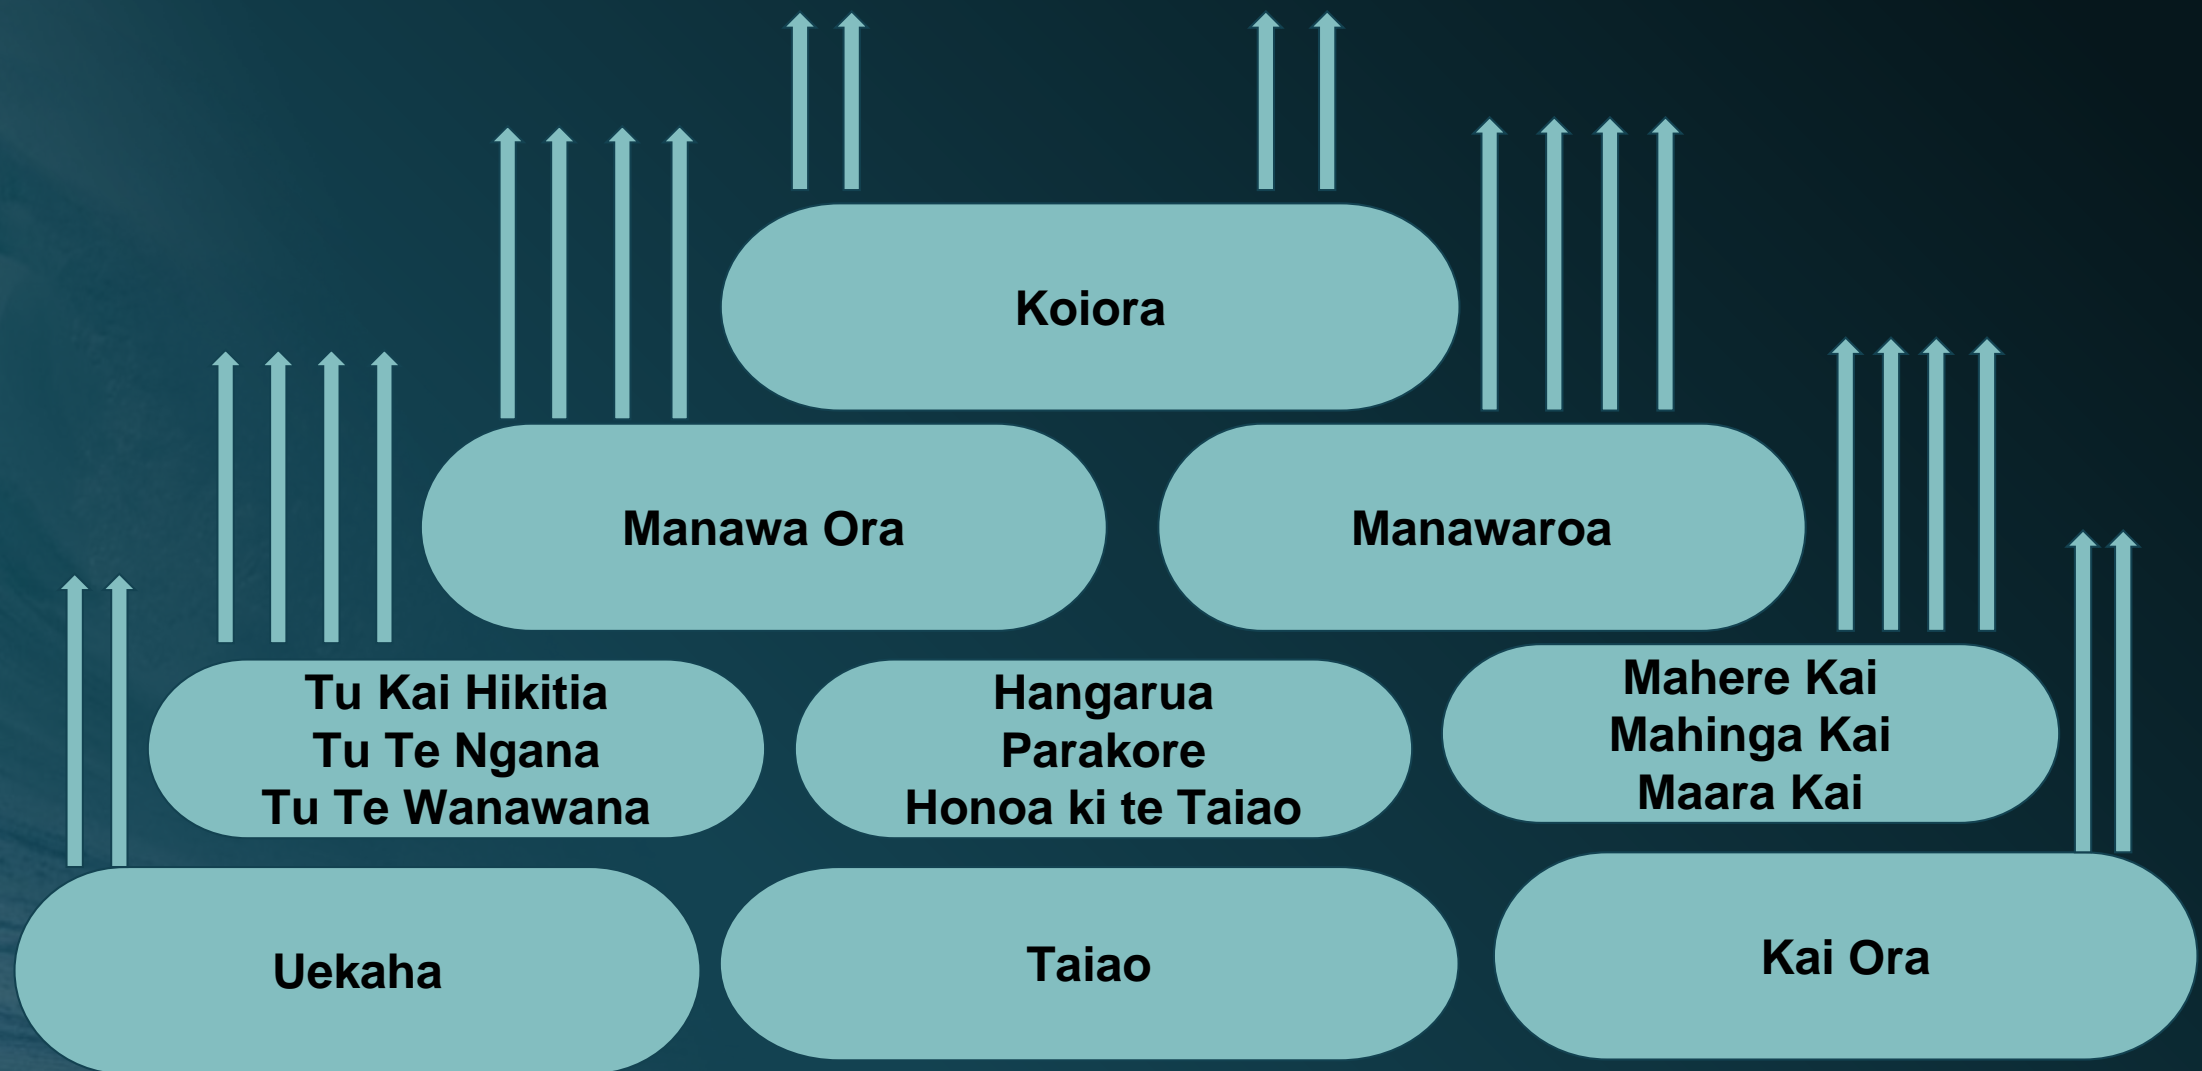 Koiora
Manawa Ora
Manawaroa
Tu Kai Hikitia
Tu Te Ngana
Tu Te Wanawana
Hangarua
Parakore
Honoa ki te Taiao
Mahere Kai
Mahinga Kai
Maara Kai
Uekaha
Taiao
Kai Ora